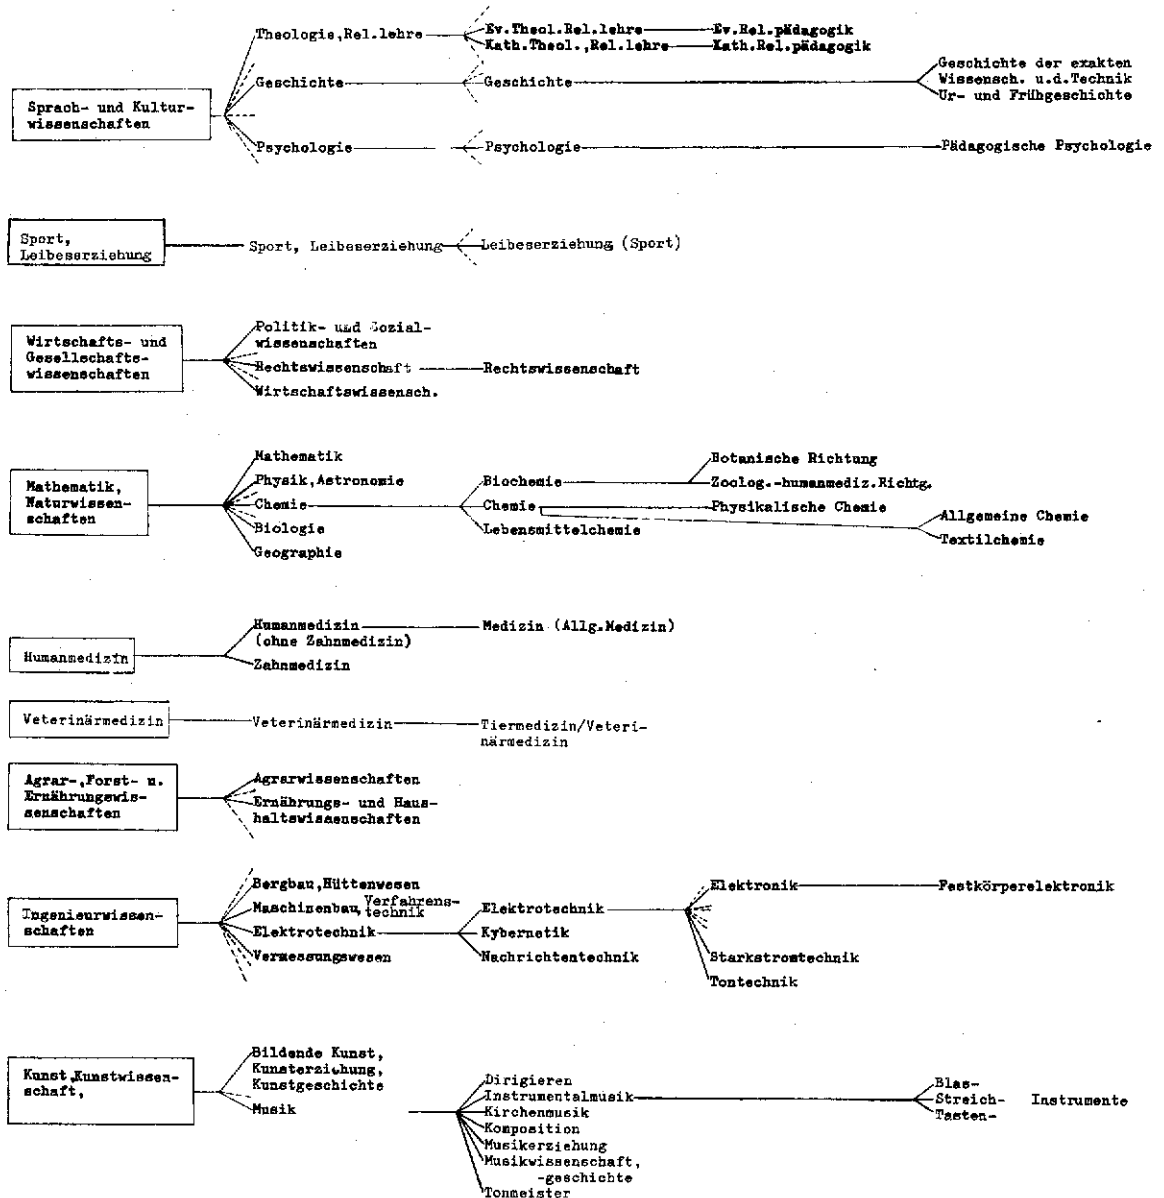 Theologie,Rel.lehre
Ev.Theol.Rel.lehre
Ev.Rel.pädagogik
Kath.Theol.,Rel.lehre
Kath.Rel.pädagogik
Sprach- und Kultur-
wissenschaften
Geschichte
Geschichte
Geschichte der exakten
Wissensch. u.d.Technik
Ur- und Frühgeschichte
Psychologie
Psychologie
Pädagogische Psychologie
Sport,
Leibeserziehung
Sport, Leibeserziehung
Leibeserziehung (Sport)
Wirtschafts- und
Gesellschafts-
wissenschaften
Politik- und Sozial-
wissenschaften
Rechtswissenschaft
Rechtswissenschaft
Wirtschaftswissensch.
Mathematik,
Naturwissen-
schaften
Mathematik
Physik,Astronomie
Chemie
Biologie
Geographie
Biochemie
Chemie
Lebensmittelchemie
Botanische Richtung
Zoolog.-humanmediz.Richtg.
Physikalische Chemie
Allgemeine Chemie
Textilchemie
Humanmedizin
Humanmedizin
(ohne Zahnmedizin)
Zahnmedizin
Medizin (Allg.Medizin)
Veterinärmedizin
Veterinärmedizin
Tiermedizin/Veteri-
närmedizin
Agrar-,Forst- u.
Ernährungswis-
senschaften
Agrarwissenschaften
Ernährungs- und Haus-
haltswissenschaften
Ingenieurwissen-
schaften
Bergbau,Hüttenwesen
Maschinenbau,Verfahrens-
technik
Elektrotechnik
Vermessungswesen
Elektrotechnik
Kybernetik
Nachrichtentechnik
Elektronik
Starkstromtechnik
Tontechnik
Festkörperelektronik
Kunst,Kunstwissen-
schaft,
Bildende Kunst,
Kunsterziehung,
Kunstgeschichte
Musik
Dirigieren
Instrumentalmusik
Kirchenmusik
Komposition
Musikerziehung
Musikwissenschaft,
-geschichte
Tonmeister
Blas-
Streich-
Tasten-
Instrumente